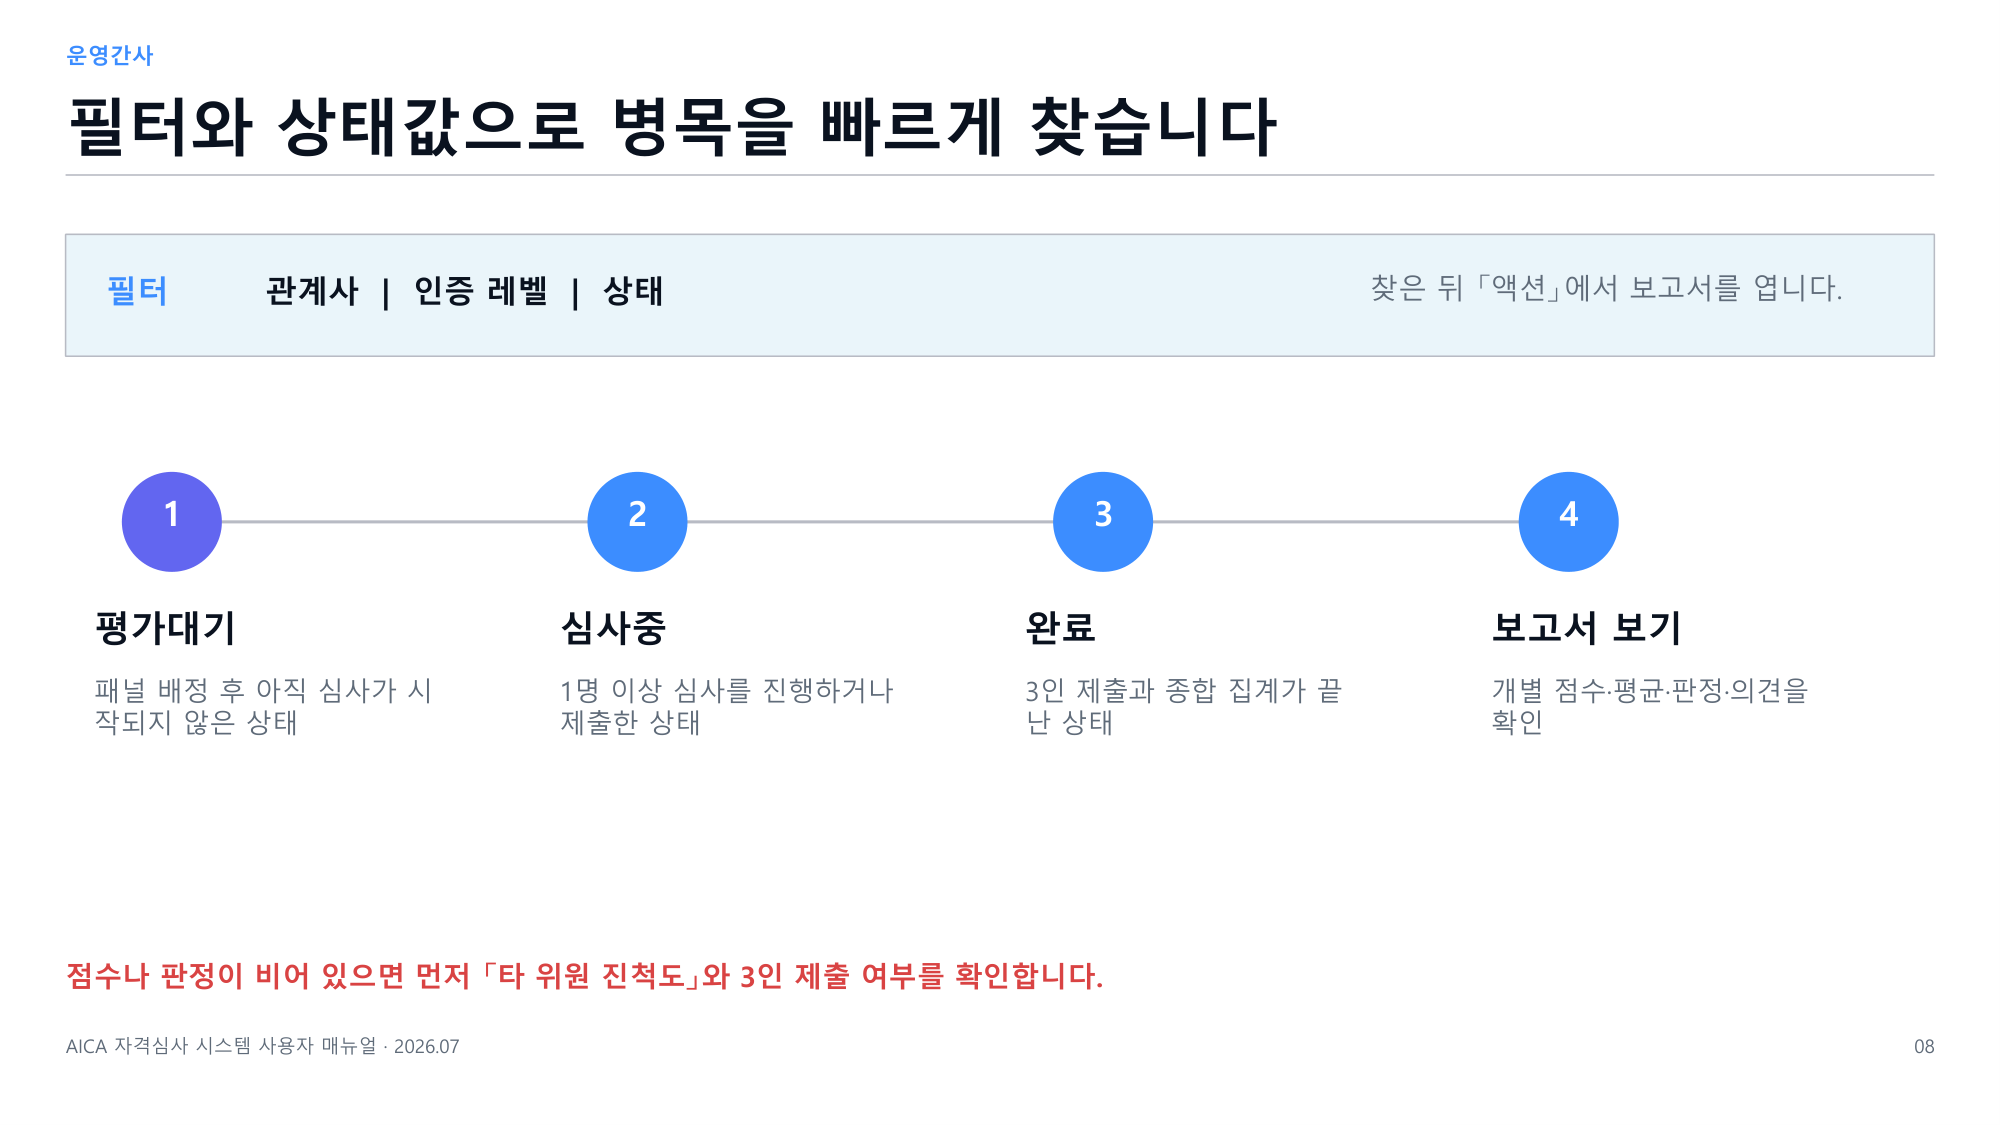 운영간사
필터와 상태값으로 병목을 빠르게 찾습니다
필터 관계사 | 인증 레벨 | 상태 찾은 뒤 「액션」에서 보고서를 엽니다.
1 2 3 4
평가대기 심사중 완료 보고서 보기
패널 배정 후 아직 심사가 시
작되지 않은 상태
1명 이상 심사를 진행하거나
제출한 상태
3인 제출과 종합 집계가 끝
난 상태
개별 점수·평균·판정·의견을
확인
점수나 판정이 비어 있으면 먼저 「타 위원 진척도」와 3인 제출 여부를 확인합니다.
AICA 자격심사 시스템 사용자 매뉴얼 · 2026.07 08